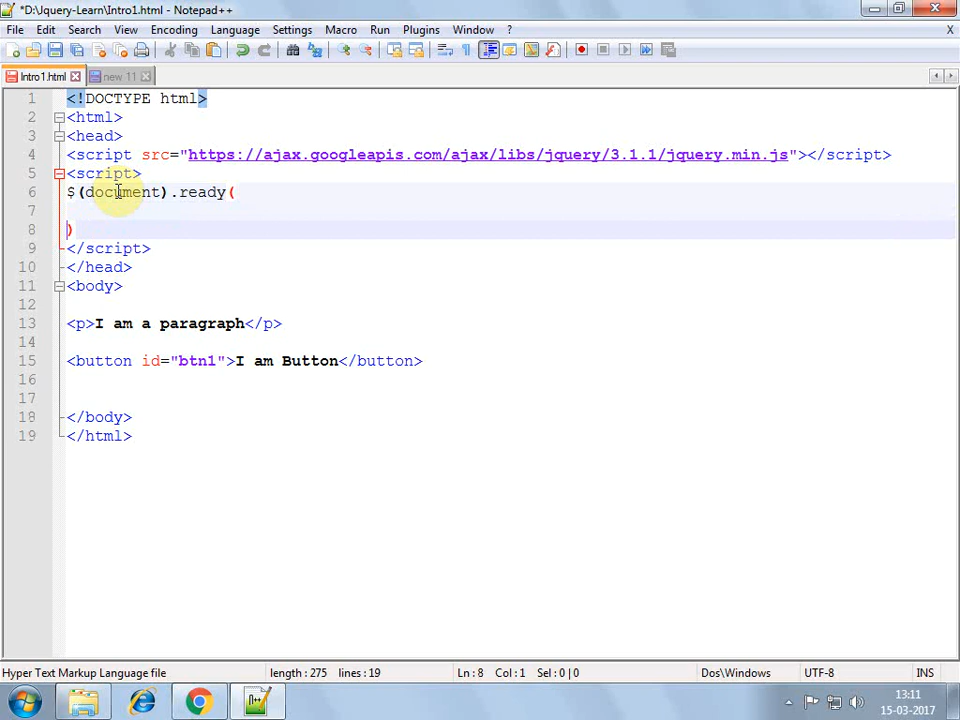 *D:\Jquery-Learn\Intro1.html - Notepad++
File Edit Search View Encoding Language Settings Macro Run Plugins Window ? X
Intro1.html new 11
1 <!DOCTYPE html>
2 <html>
3 <head>
4 <script src="https://ajax.googleapis.com/ajax/libs/jquery/3.1.1/jquery.min.js"></script>
5 <script>
6 $(document).ready(
7
8 )
9 </script>
10 </head>
11 <body>
12
13 <p>I am a paragraph</p>
14
15 <button id="btn1">I am Button</button>
16
17
18 </body>
19 </html>
Hyper Text Markup Language file length : 275 lines : 19 Ln : 8 Col : 1 Sel : 0 | 0 Dos\Windows UTF-8 INS
13:11
15-03-2017